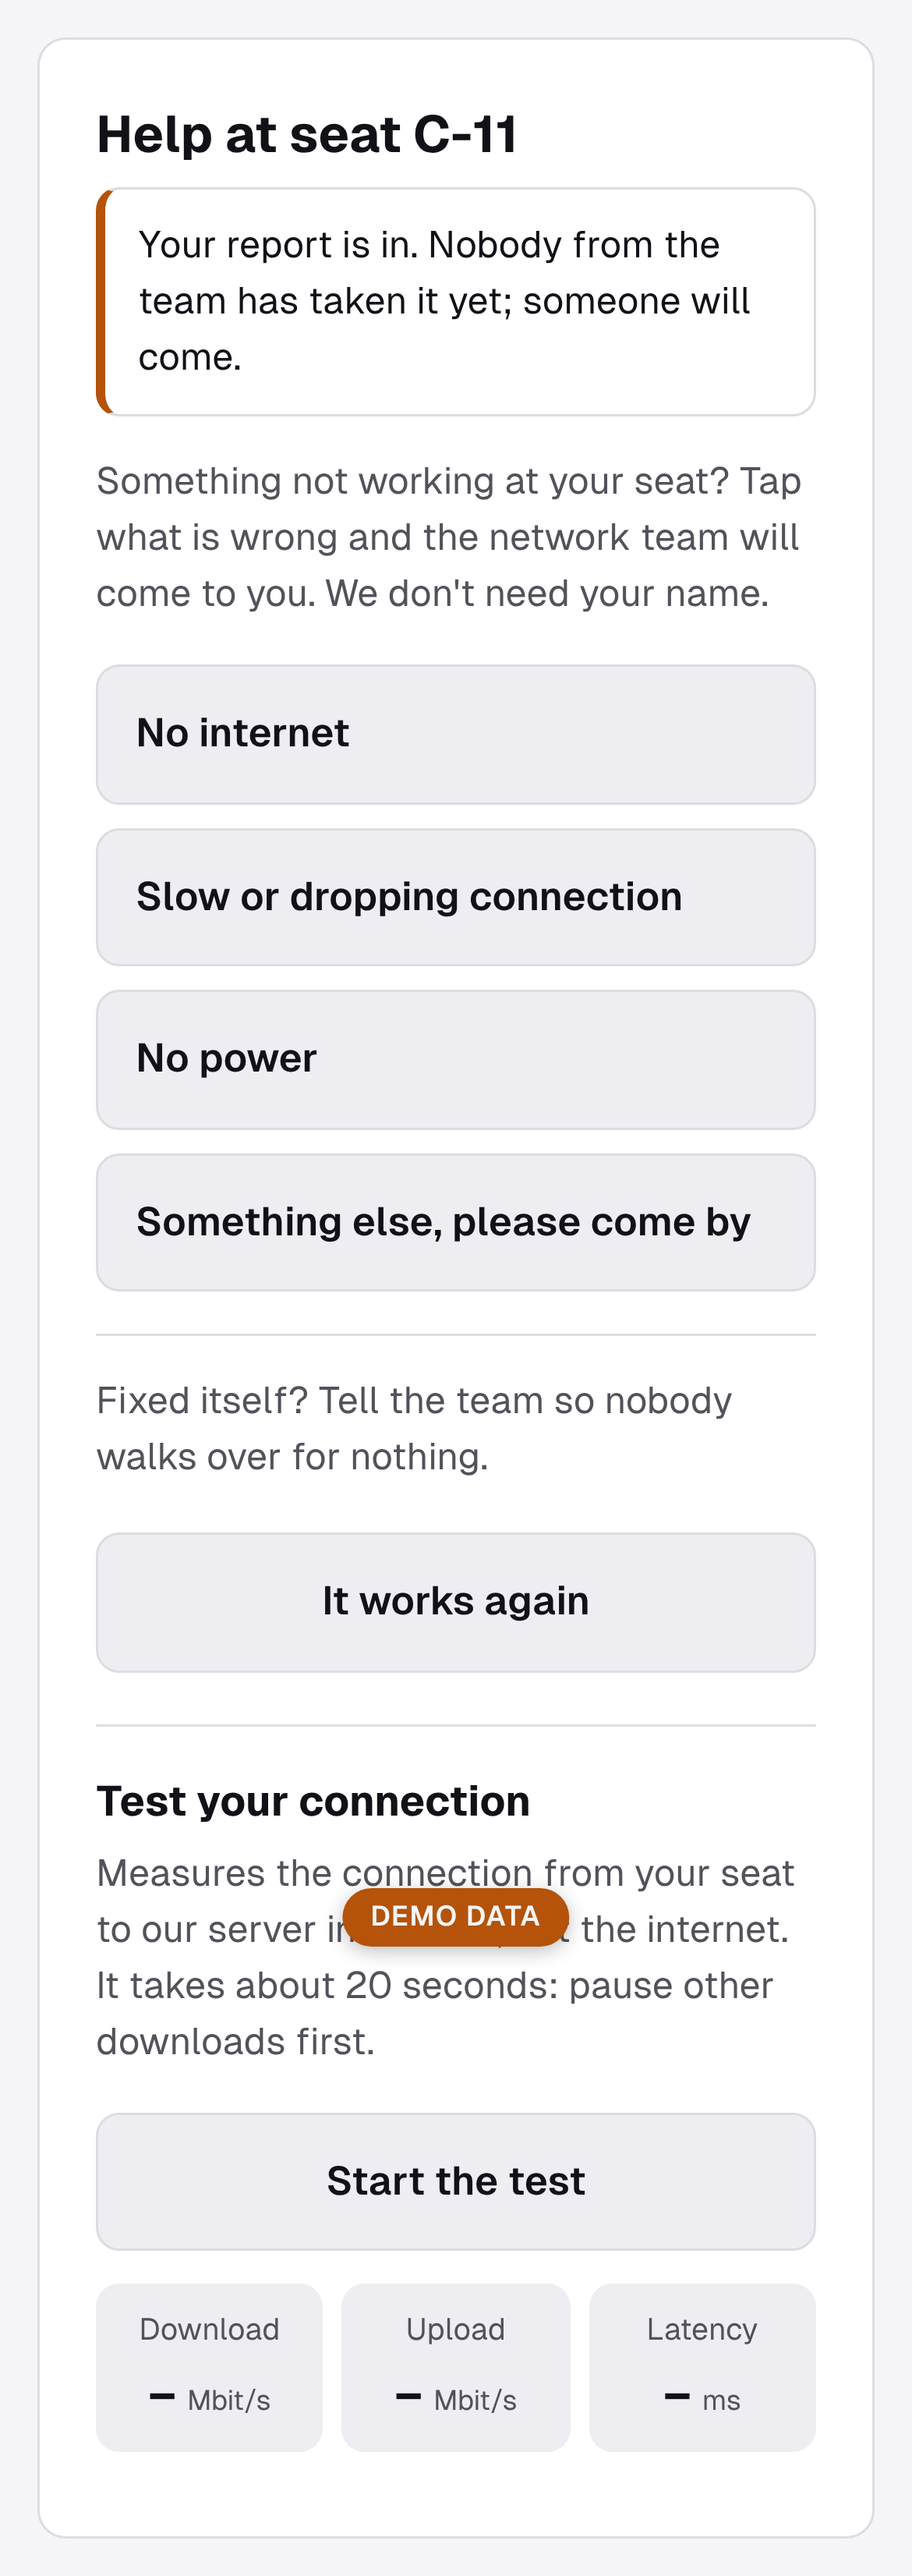 Help at seat C-11
Your report is in. Nobody from the
team has taken it yet; someone will
come.
Something not working at your seat? Tap
what is wrong and the network team will
come to you. We don't need your name.
No internet
Slow or dropping connection
No power
Something else, please come by
Fixed itself? Tell the team so nobody
walks over for nothing.
It works again
Test your connection
Measures the connection from your seat
to our server the internet.
DEMO DATA
It takes about 20 seconds: pause other
downloads first.
Start the test
Download
– Mbit/s
Upload
– Mbit/s
Latency
– ms